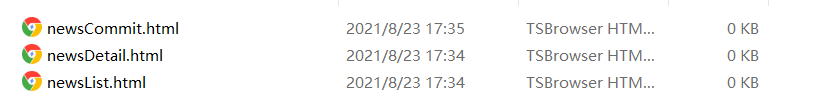 newsCommit.html 2021/8/23 17:35 TSBrowser HTM... 0 KB
newsDetail.html 2021/8/23 17:34 TSBrowser HTM... 0 KB
newsList.html 2021/8/23 17:34 TSBrowser HTM... 0 KB